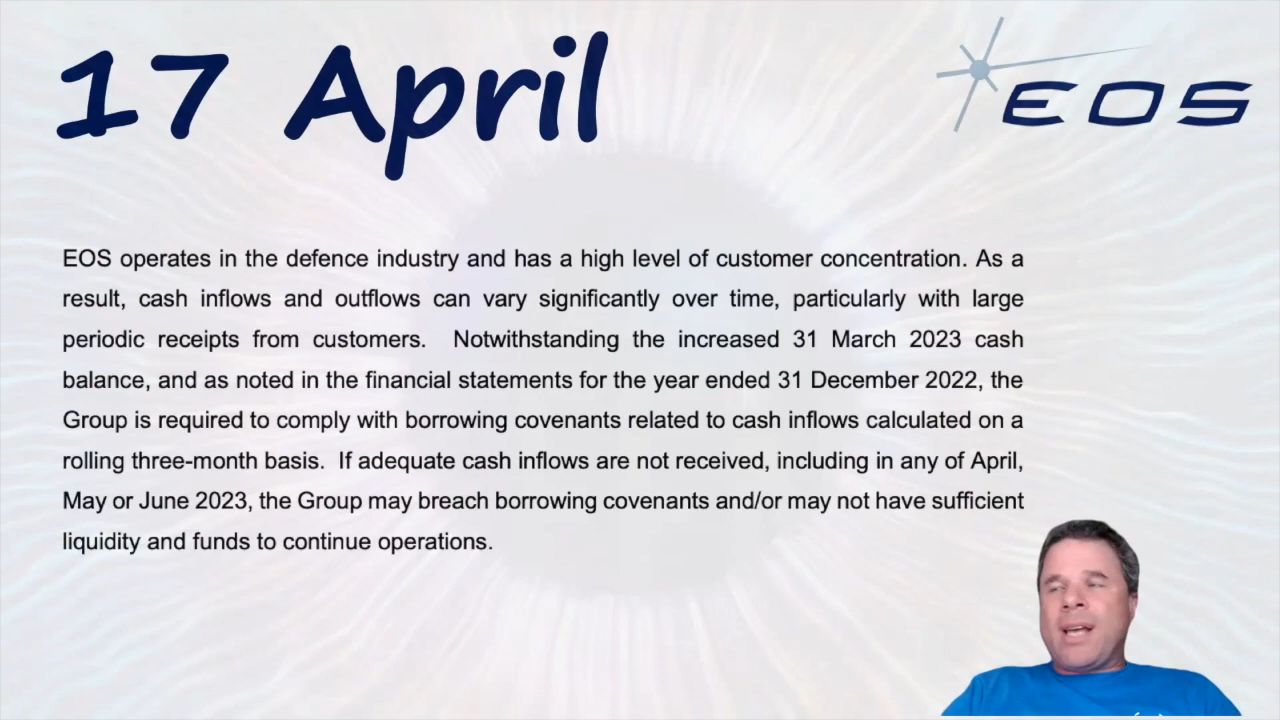 17 April
EOS
EOS operates in the defence industry and has a high level of customer concentration. As a
result, cash inflows and outflows can vary significantly over time, particularly with large
periodic receipts from customers.  Notwithstanding the increased 31 March 2023 cash
balance, and as noted in the financial statements for the year ended 31 December 2022, the
Group is required to comply with borrowing covenants related to cash inflows calculated on a
rolling three-month basis.  If adequate cash inflows are not received, including in any of April,
May or June 2023, the Group may breach borrowing covenants and/or may not have sufficient
liquidity and funds to continue operations.